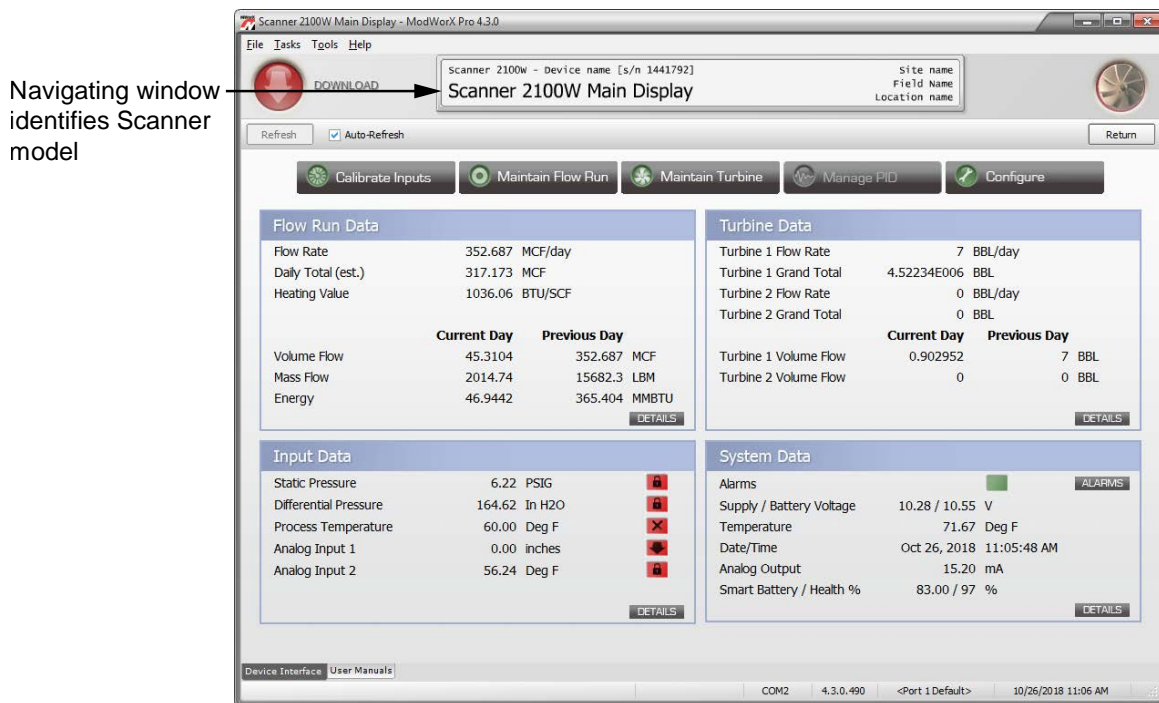 Scanner 2100W Main Display - ModWorX Pro 4.3.0
File Tasks Tools Help
Navigating window
identifies Scanner
model
DOWNLOAD
Scanner 2100W - Device name [s/n 1441792]
Scanner 2100W Main Display
Site name
Field Name
Location name
Refresh Auto-Refresh Return
Calibrate Inputs Maintain Flow Run Maintain Turbine Manage PID Configure
Flow Run Data
Flow Rate 352.687 MCF/day
Daily Total (est.) 317.173 MCF
Heating Value 1036.06 BTU/SCF
Current Day Previous Day
Volume Flow 45.3104 352.687 MCF
Mass Flow 2014.74 15682.3 LBM
Energy 46.9442 365.404 MMBTU
DETAILS
Turbine Data
Turbine 1 Flow Rate 7 BBL/day
Turbine 1 Grand Total 4.52234E006 BBL
Turbine 2 Flow Rate 0 BBL/day
Turbine 2 Grand Total 0 BBL
Current Day Previous Day
Turbine 1 Volume Flow 0.902952 7 BBL
Turbine 2 Volume Flow 0 0 BBL
DETAILS
Input Data
Static Pressure 6.22 PSIG
Differential Pressure 164.62 In H2O
Process Temperature 60.00 Deg F
Analog Input 1 0.00 inches
Analog Input 2 56.24 Deg F
DETAILS
System Data
Alarms ALARMS
Supply / Battery Voltage 10.28 / 10.55 V
Temperature 71.67 Deg F
Date/Time Oct 26, 2018 11:05:48 AM
Analog Output 15.20 mA
Smart Battery / Health % 83.00 / 97 %
DETAILS
Device Interface User Manuals
COM2 4.3.0.490 <Port 1 Default> 10/26/2018 11:06 AM